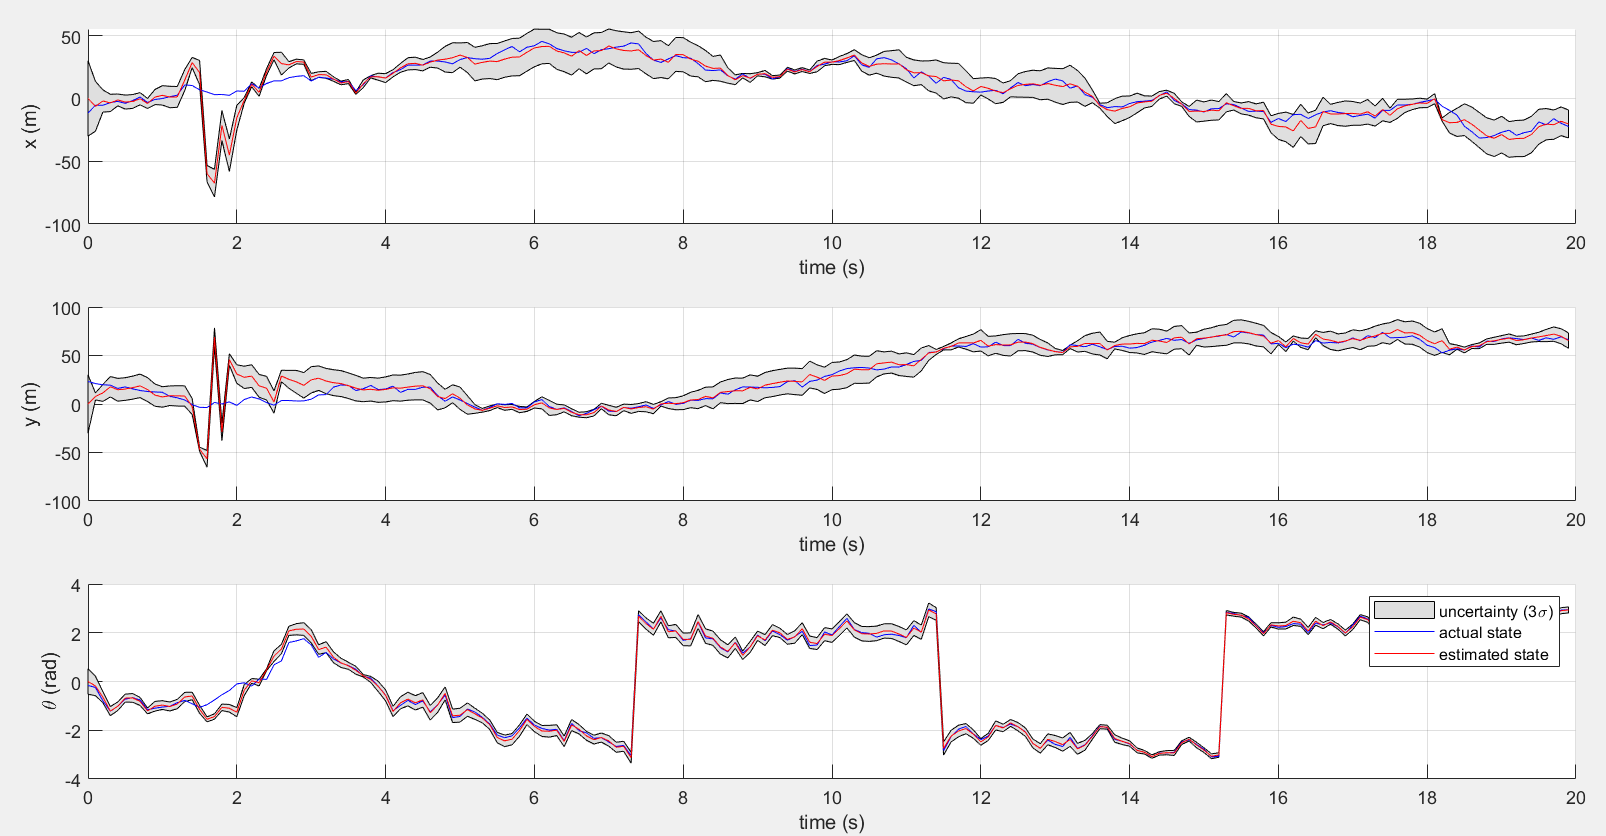 50
0
-50
-100
x (m)
0 2 4 6 8 10 12 14 16 18 20
time (s)
100
50
0
-50
-100
y (m)
0 2 4 6 8 10 12 14 16 18 20
time (s)
4
2
0
-2
-4
θ (rad)
uncertainty (3σ)
actual state
estimated state
0 2 4 6 8 10 12 14 16 18 20
time (s)